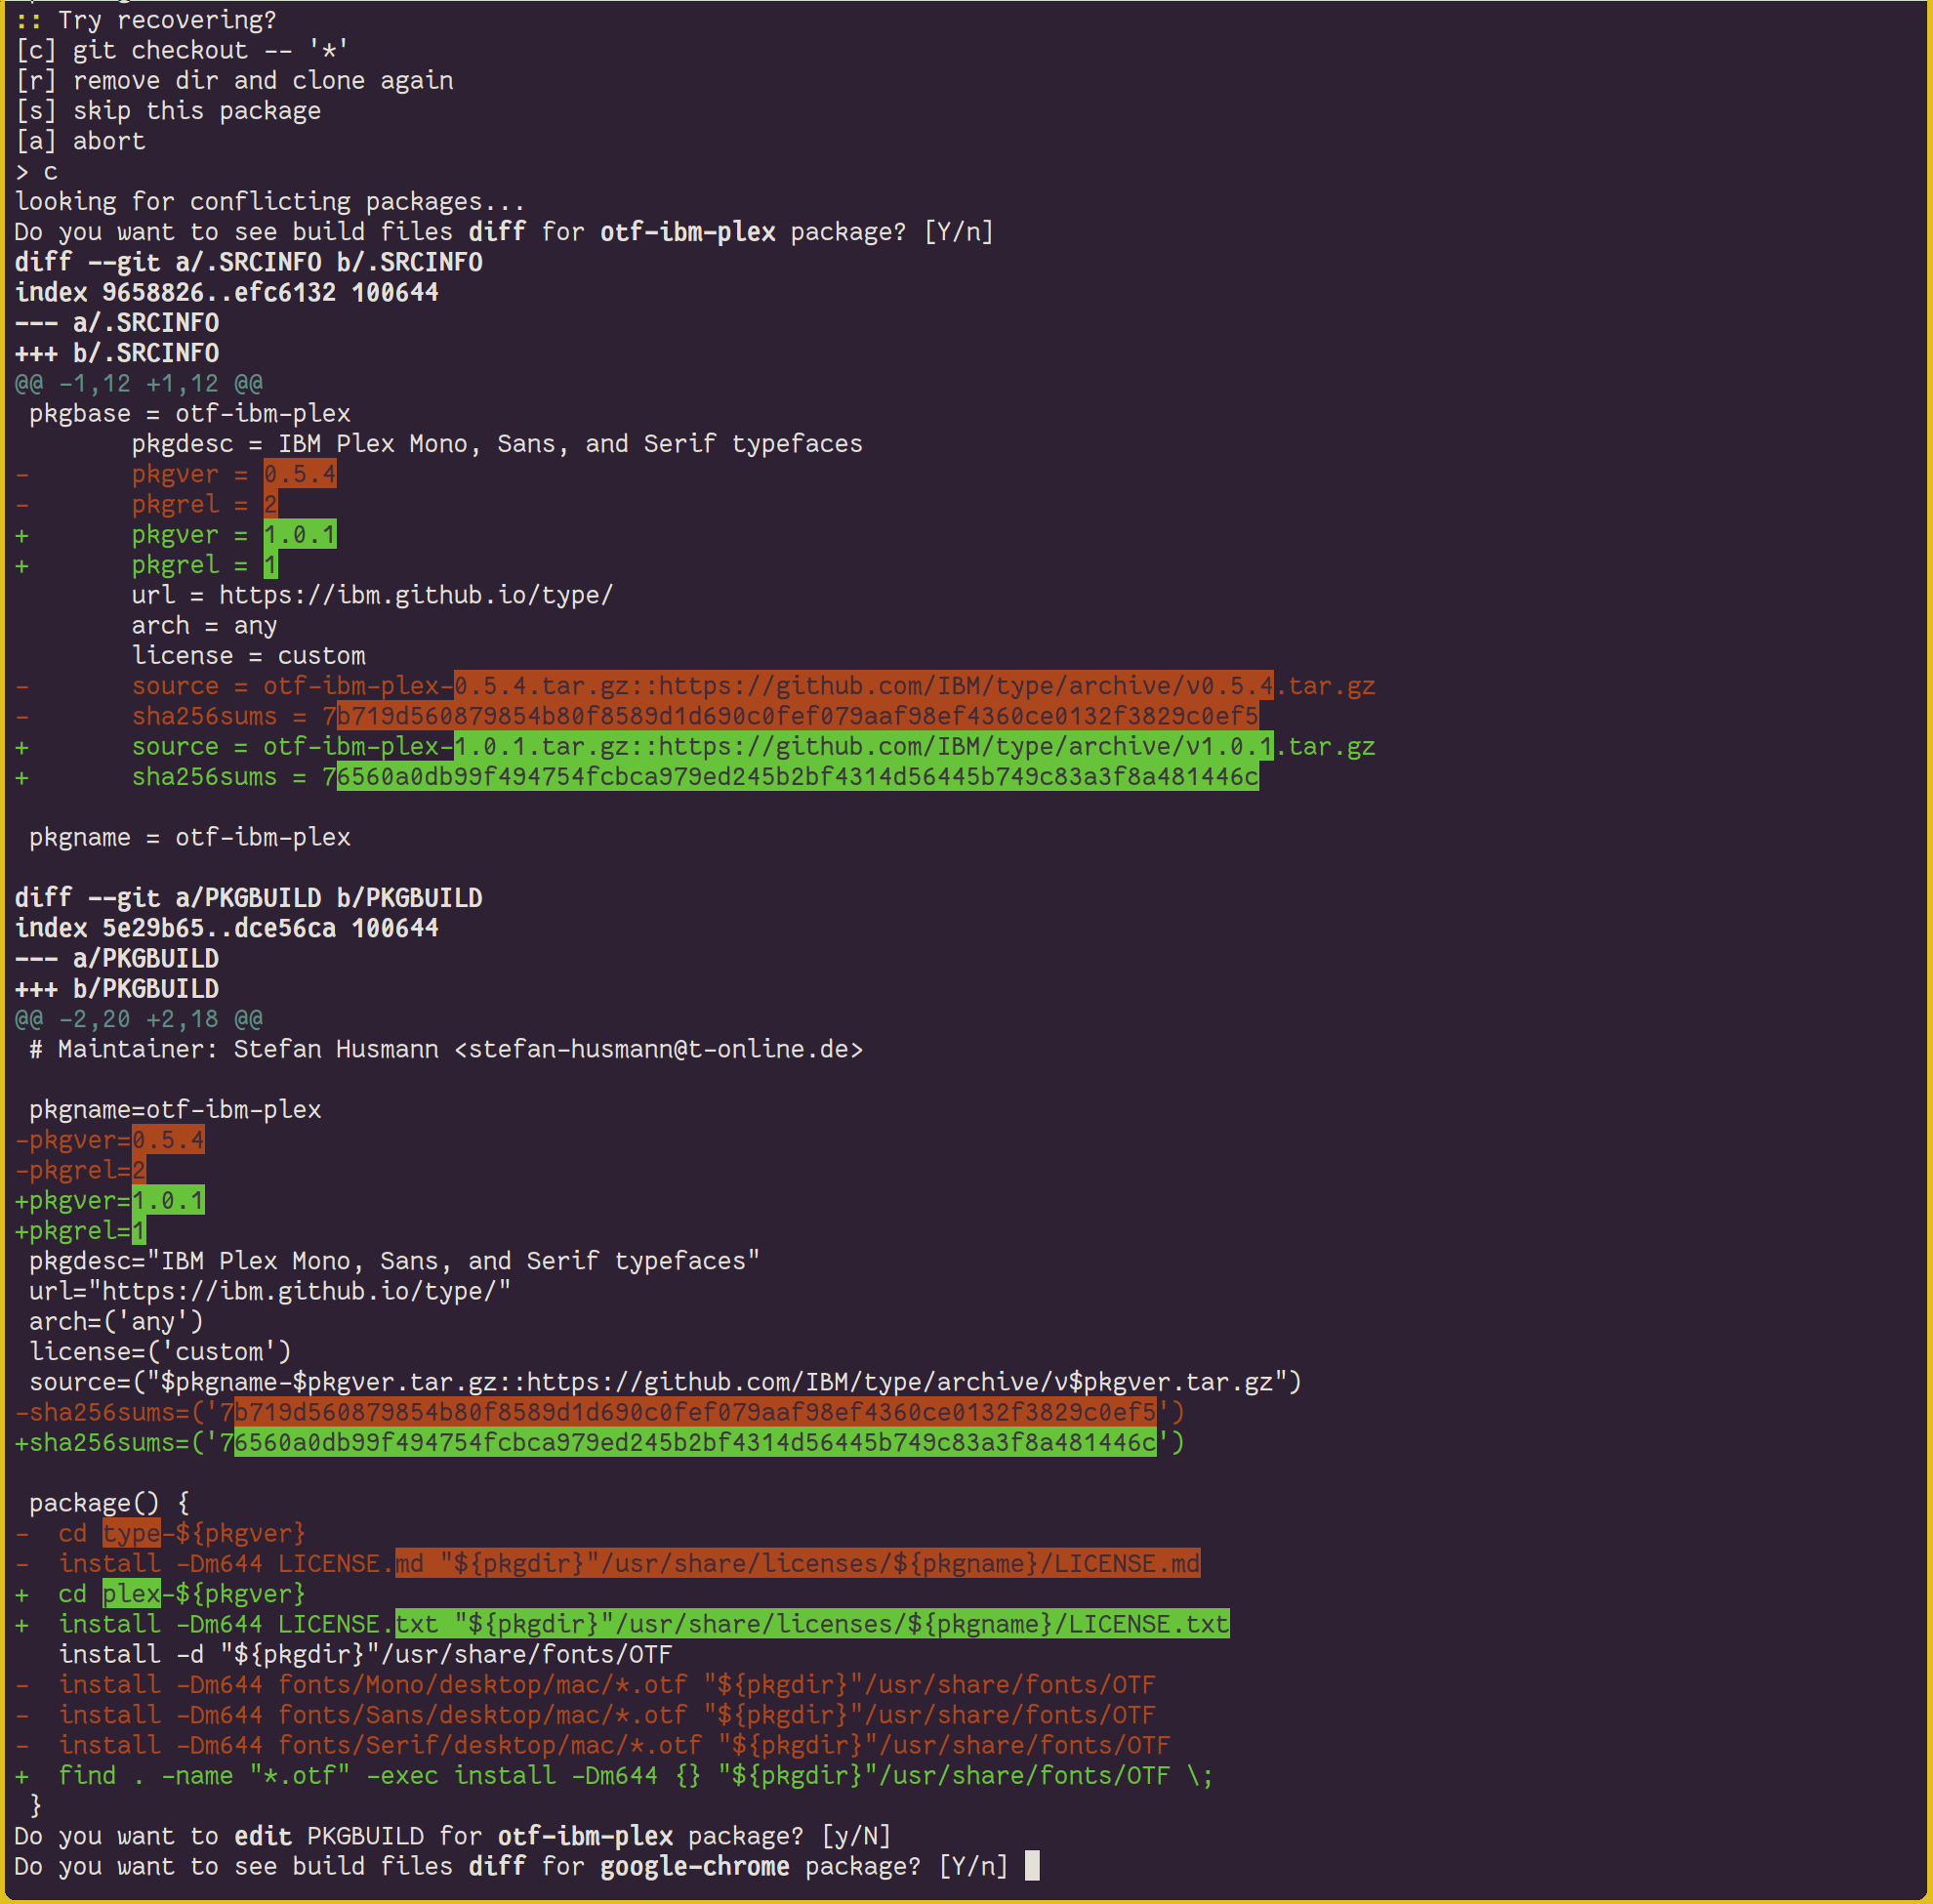 :: Try recovering?
[c] git checkout -- '*'
[r] remove dir and clone again
[s] skip this package
[a] abort
> c
looking for conflicting packages...
Do you want to see build files diff for otf-ibm-plex package? [Y/n]
diff --git a/.SRCINFO b/.SRCINFO
index 9658826..efc6132 100644
--- a/.SRCINFO
+++ b/.SRCINFO
@@ -1,12 +1,12 @@
 pkgbase = otf-ibm-plex
        pkgdesc = IBM Plex Mono, Sans, and Serif typefaces
-       pkgver = 0.5.4
-       pkgrel = 2
+       pkgver = 1.0.1
+       pkgrel = 1
        url = https://ibm.github.io/type/
        arch = any
        license = custom
-       source = otf-ibm-plex-0.5.4.tar.gz::https://github.com/IBM/type/archive/v0.5.4.tar.gz
-       sha256sums = 7b719d560879854b80f8589d1d690c0fef079aaf98ef4360ce0132f3829c0ef5
+       source = otf-ibm-plex-1.0.1.tar.gz::https://github.com/IBM/type/archive/v1.0.1.tar.gz
+       sha256sums = 76560a0db99f494754fcbca979ed245b2bf4314d56445b749c83a3f8a481446c
 pkgname = otf-ibm-plex
diff --git a/PKGBUILD b/PKGBUILD
index 5e29b65..dce56ca 100644
--- a/PKGBUILD
+++ b/PKGBUILD
@@ -2,20 +2,18 @@
 # Maintainer: Stefan Husmann <stefan-husmann@t-online.de>
 pkgname=otf-ibm-plex
-pkgver=0.5.4
-pkgrel=2
+pkgver=1.0.1
+pkgrel=1
 pkgdesc="IBM Plex Mono, Sans, and Serif typefaces"
 url="https://ibm.github.io/type/"
 arch=('any')
 license=('custom')
 source=("$pkgname-$pkgver.tar.gz::https://github.com/IBM/type/archive/v$pkgver.tar.gz")
-sha256sums=('7b719d560879854b80f8589d1d690c0fef079aaf98ef4360ce0132f3829c0ef5')
+sha256sums=('76560a0db99f494754fcbca979ed245b2bf4314d56445b749c83a3f8a481446c')
 package() {
-  cd type-${pkgver}
-  install -Dm644 LICENSE.md "${pkgdir}"/usr/share/licenses/${pkgname}/LICENSE.md
+  cd plex-${pkgver}
+  install -Dm644 LICENSE.txt "${pkgdir}"/usr/share/licenses/${pkgname}/LICENSE.txt
   install -d "${pkgdir}"/usr/share/fonts/OTF
-  install -Dm644 fonts/Mono/desktop/mac/*.otf "${pkgdir}"/usr/share/fonts/OTF
-  install -Dm644 fonts/Sans/desktop/mac/*.otf "${pkgdir}"/usr/share/fonts/OTF
-  install -Dm644 fonts/Serif/desktop/mac/*.otf "${pkgdir}"/usr/share/fonts/OTF
+  find . -name "*.otf" -exec install -Dm644 {} "${pkgdir}"/usr/share/fonts/OTF \;
 }
Do you want to edit PKGBUILD for otf-ibm-plex package? [y/N]
Do you want to see build files diff for google-chrome package? [Y/n]